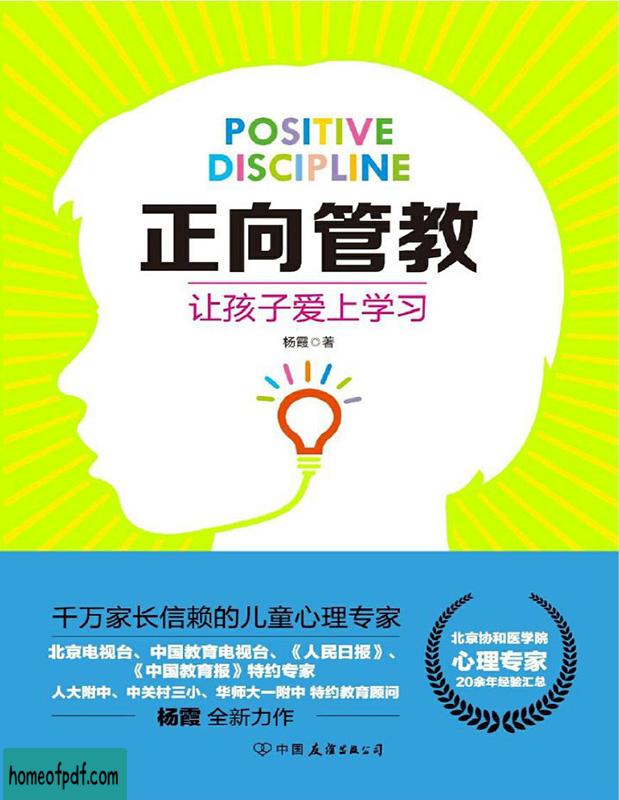 POSITIVE
DISCIPLINE
正向管教
让孩子爱上学习
杨霞◎著
千万家长信赖的儿童心理专家
北京电视台、中国教育电视台、《人民日报》、
《中国教育报》特约专家
人大附中、中关村三小、华师大一附中 特约教育顾问
杨霞 全新力作
北京协和医学院
心理专家
20余年经验汇总
中国友谊出版公司
homeofpdf.com